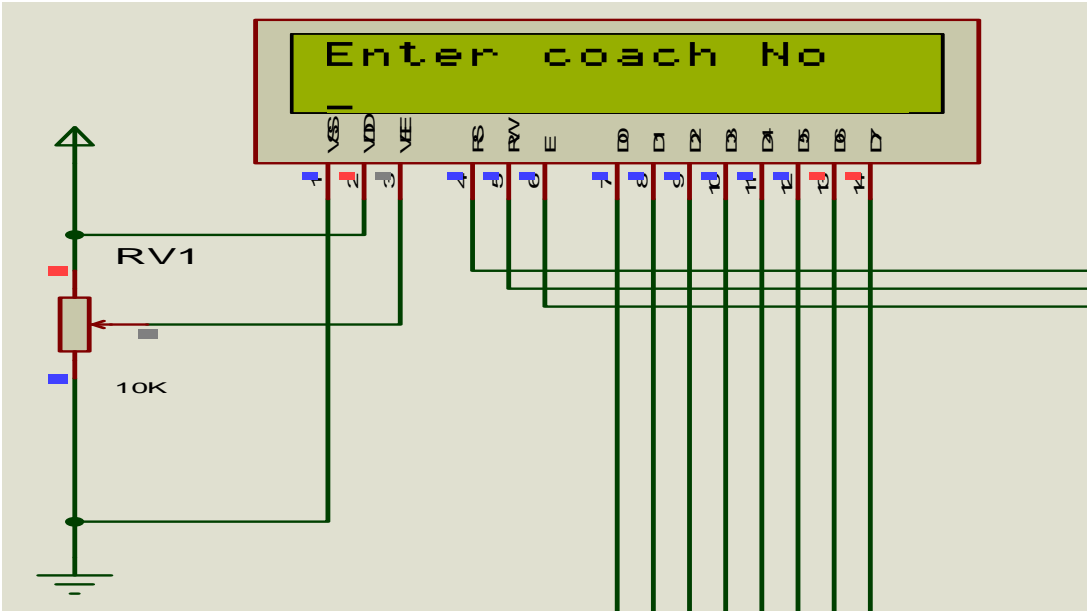 Enter coach No
VSS VDD VEE RS RW E D0 D1 D2 D3 D4 D5 D6 D7
1 2 3 4 5 6 7 8 9 10 11 12 13 14
RV1
10K